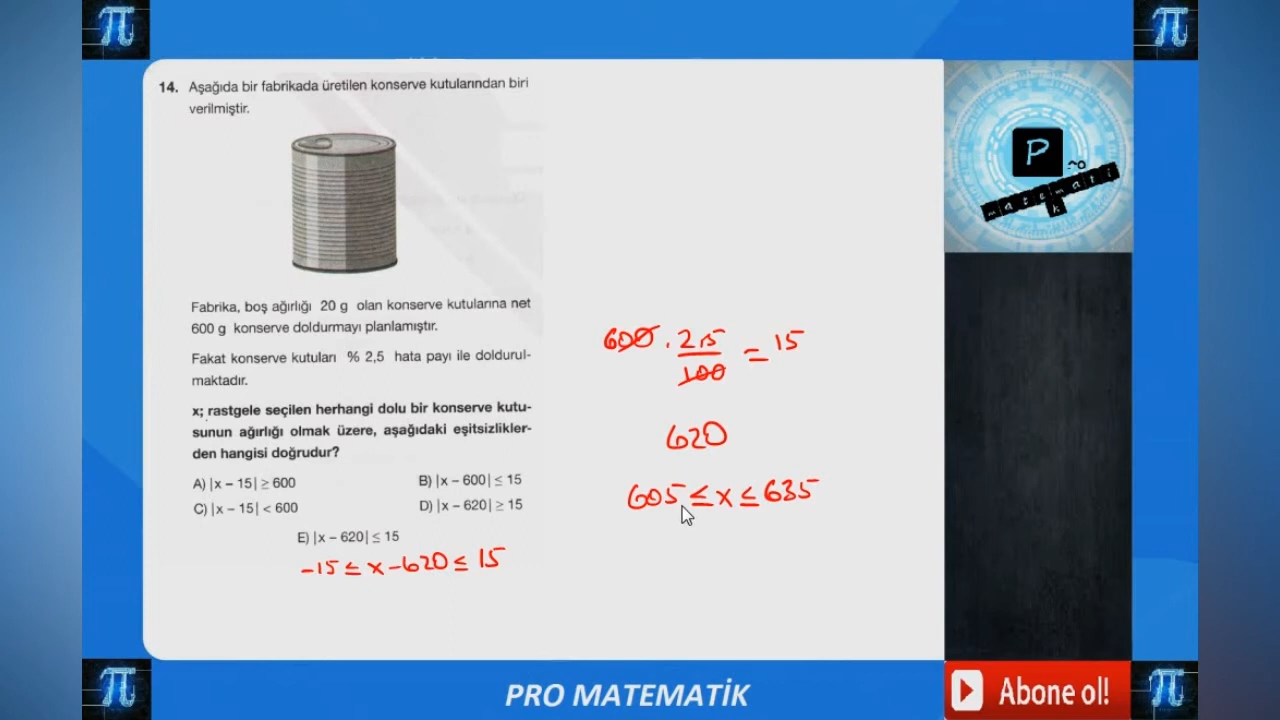 14. Aşağıda bir fabrikada üretilen konserve kutularından biri
verilmiştir.
Fabrika, boş ağırlığı 20 g olan konserve kutularına net
600 g konserve doldurmayı planlamıştır.
Fakat konserve kutuları % 2,5 hata payı ile doldurul-
maktadır.
x; rastgele seçilen herhangi dolu bir konserve kutu-
sunun ağırlığı olmak üzere, aşağıdaki eşitsizlikler-
den hangisi doğrudur?
A) |x – 15| ≥ 600 B) |x – 600| ≤ 15
C) |x – 15| < 600 D) |x – 620| ≥ 15
E) |x – 620| ≤ 15
-15 ≤ x - 620 ≤ 15
600 . 2,5 / 100 = 15
620
605 ≤ x ≤ 635
P
matematik
PRO MATEMATİK
Abone ol!
π
π
π
π